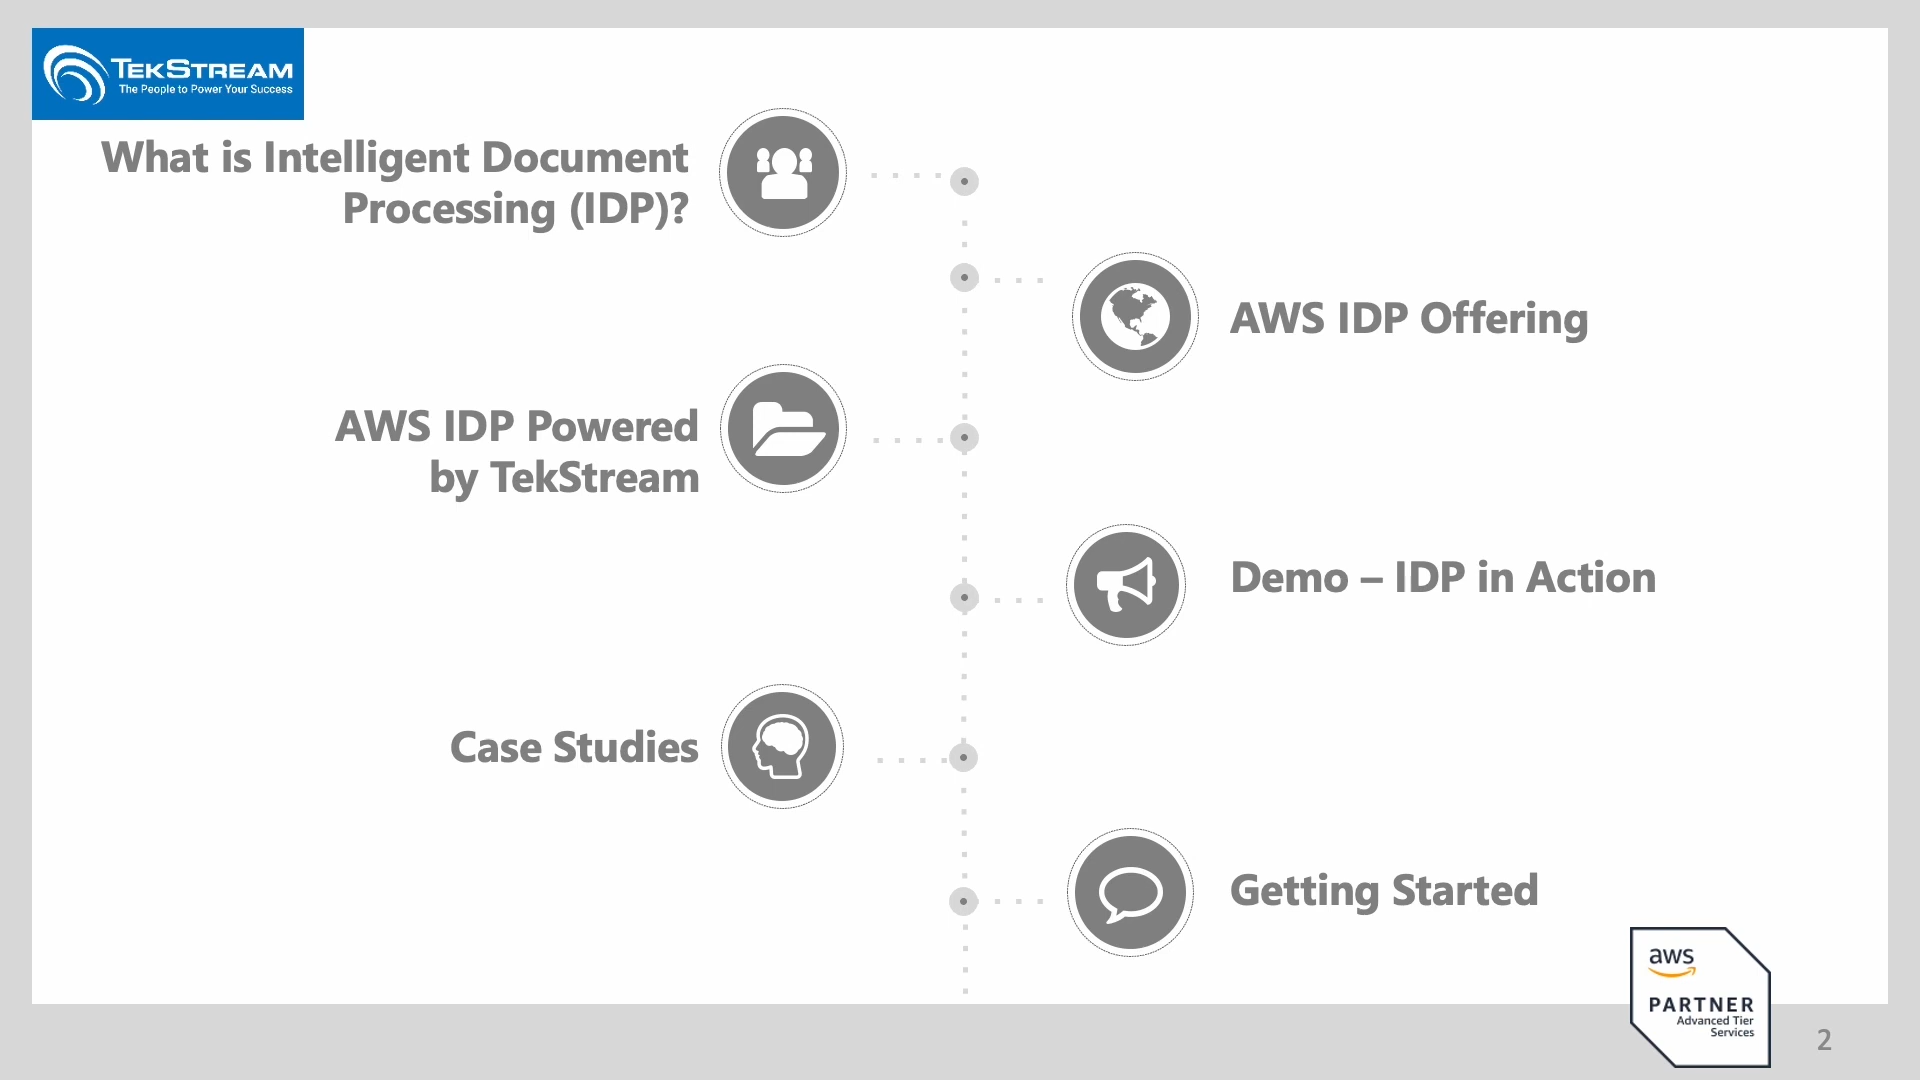 TEKSTREAM
The People to Power Your Success
What is Intelligent Document
Processing (IDP)?
AWS IDP Offering
AWS IDP Powered
by TekStream
Demo – IDP in Action
Case Studies
Getting Started
aws
PARTNER
Advanced Tier
Services
2